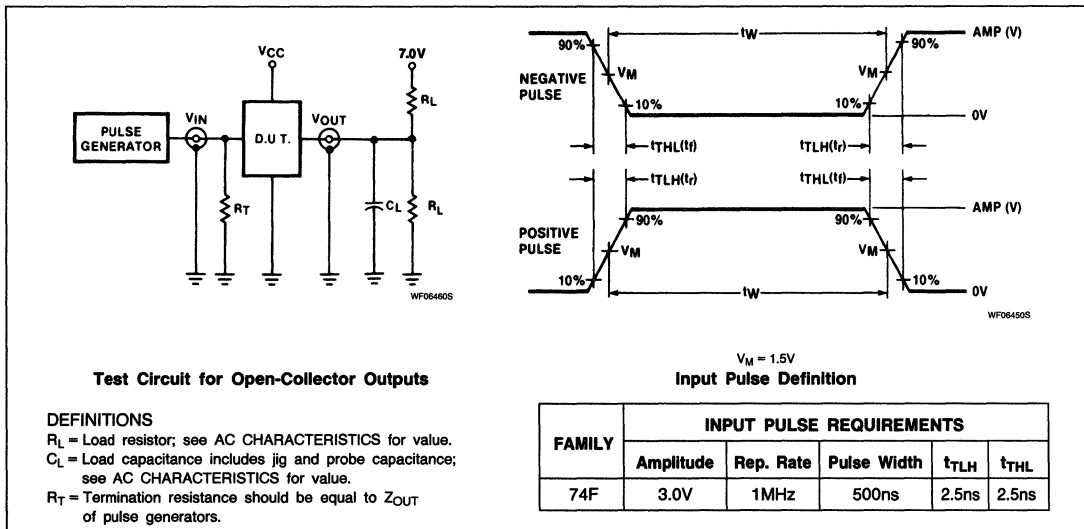 VCC
7.0V
RL
PULSE
GENERATOR
VIN
D.U.T.
VOUT
RT
CL
RL
WF06460S
Test Circuit for Open-Collector Outputs
DEFINITIONS
RL = Load resistor; see AC CHARACTERISTICS for value.
CL = Load capacitance includes jig and probe capacitance;
see AC CHARACTERISTICS for value.
RT = Termination resistance should be equal to ZOUT
of pulse generators.
tW
AMP (V)
90%
90%
NEGATIVE
PULSE
VM
VM
10%
10%
0V
tTHL(tf)
tTLH(tr)
tTLH(tr)
tTHL(tf)
AMP (V)
90%
90%
POSITIVE
PULSE
VM
VM
10%
10%
tW
0V
WF06450S
VM = 1.5V
Input Pulse Definition
FAMILY
INPUT PULSE REQUIREMENTS
Amplitude Rep. Rate Pulse Width tTLH tTHL
74F 3.0V 1MHz 500ns 2.5ns 2.5ns